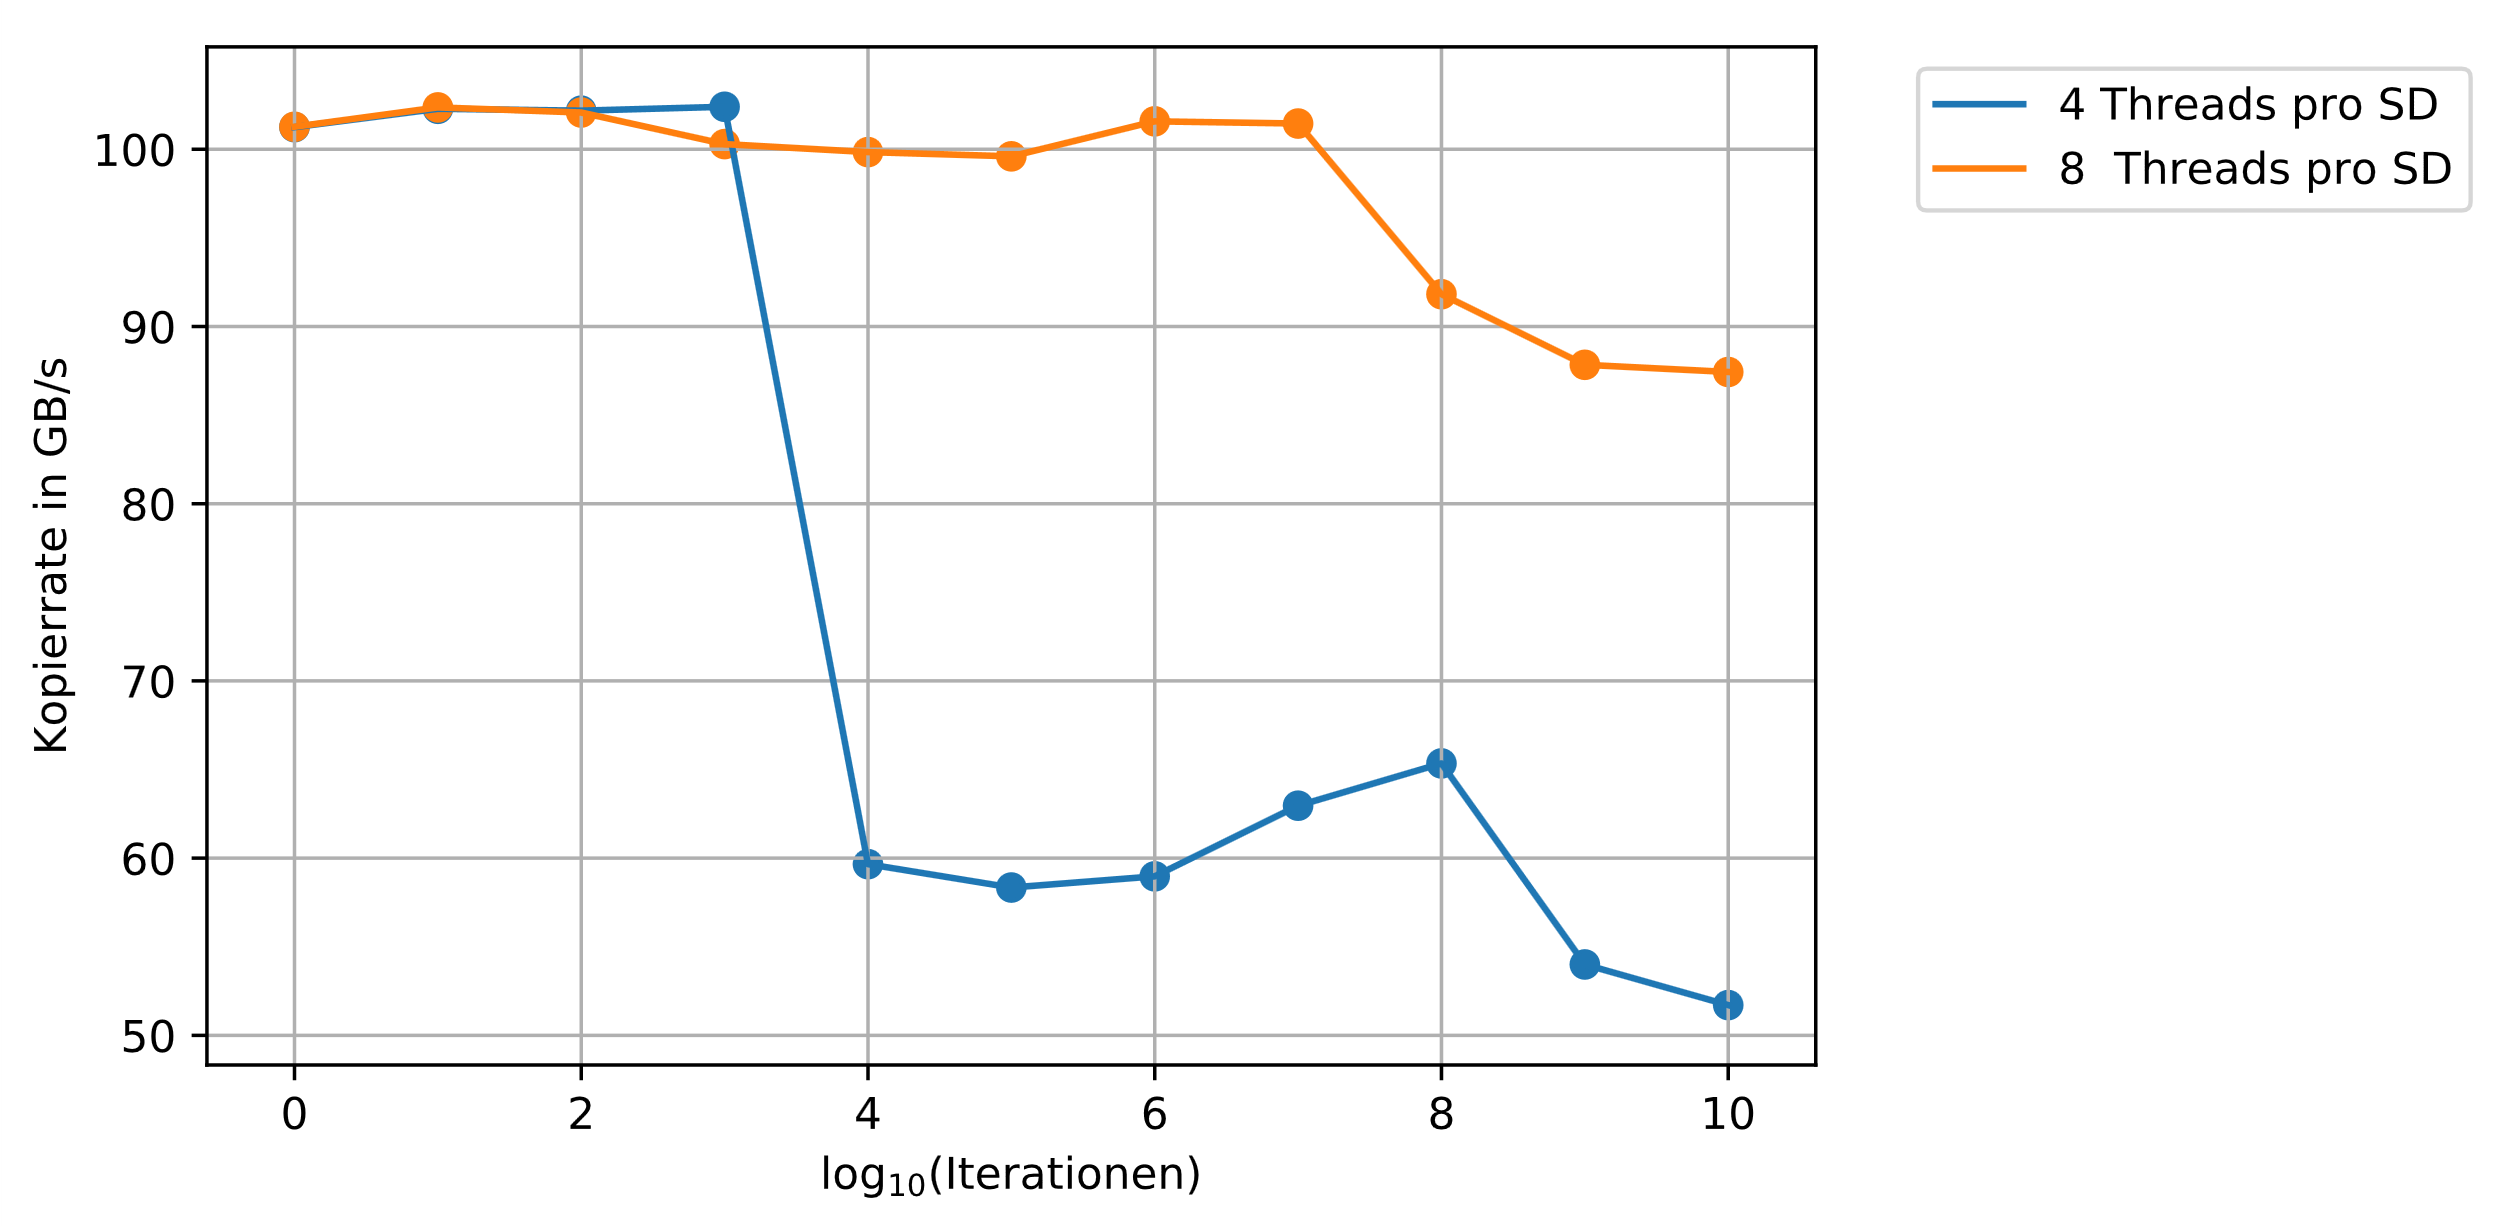 4 Threads pro SD
8  Threads pro SD
100
90
80
70
60
50
Kopierrate in GB/s
0 2 4 6 8 10
log₁₀(Iterationen)